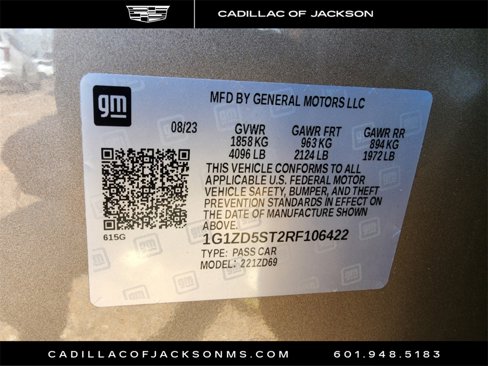 CADILLAC OF JACKSON
gm
MFD BY GENERAL MOTORS LLC
08/23 GVWR GAWR FRT GAWR RR
1858 KG 963 KG 894 KG
4096 LB 2124 LB 1972 LB
THIS VEHICLE CONFORMS TO ALL
APPLICABLE U.S. FEDERAL MOTOR
VEHICLE SAFETY, BUMPER, AND THEFT
PREVENTION STANDARDS IN EFFECT ON
THE DATE OF MANUFACTURE SHOWN
ABOVE.
615G
1G1ZD5ST2RF106422
TYPE: PASS CAR
MODEL: 221ZD69
CADILLACOFJACKSONMS.COM 601.948.5183